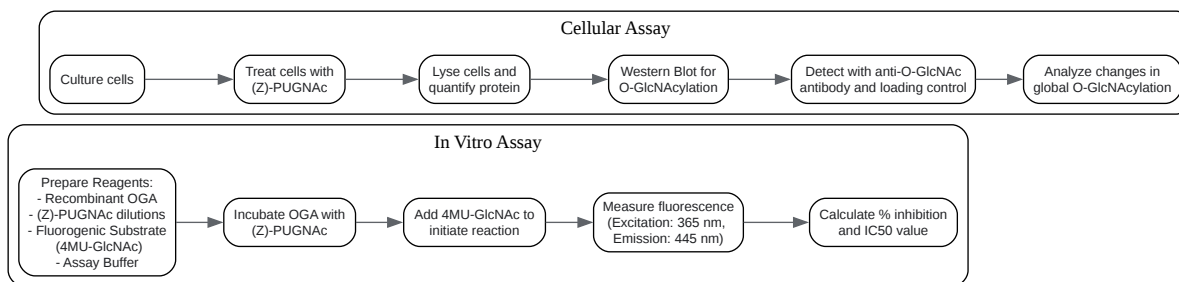 Cellular Assay
Culture cells
Treat cells with
(Z)-PUGNAc
Lyse cells and
quantify protein
Western Blot for
O-GlcNAcylation
Detect with anti-O-GlcNAc
antibody and loading control
Analyze changes in
global O-GlcNAcylation
In Vitro Assay
Prepare Reagents:
- Recombinant OGA
- (Z)-PUGNAc dilutions
- Fluorogenic Substrate
(4MU-GlcNAc)
- Assay Buffer
Incubate OGA with
(Z)-PUGNAc
Add 4MU-GlcNAc to
initiate reaction
Measure fluorescence
(Excitation: 365 nm,
Emission: 445 nm)
Calculate % inhibition
and IC50 value